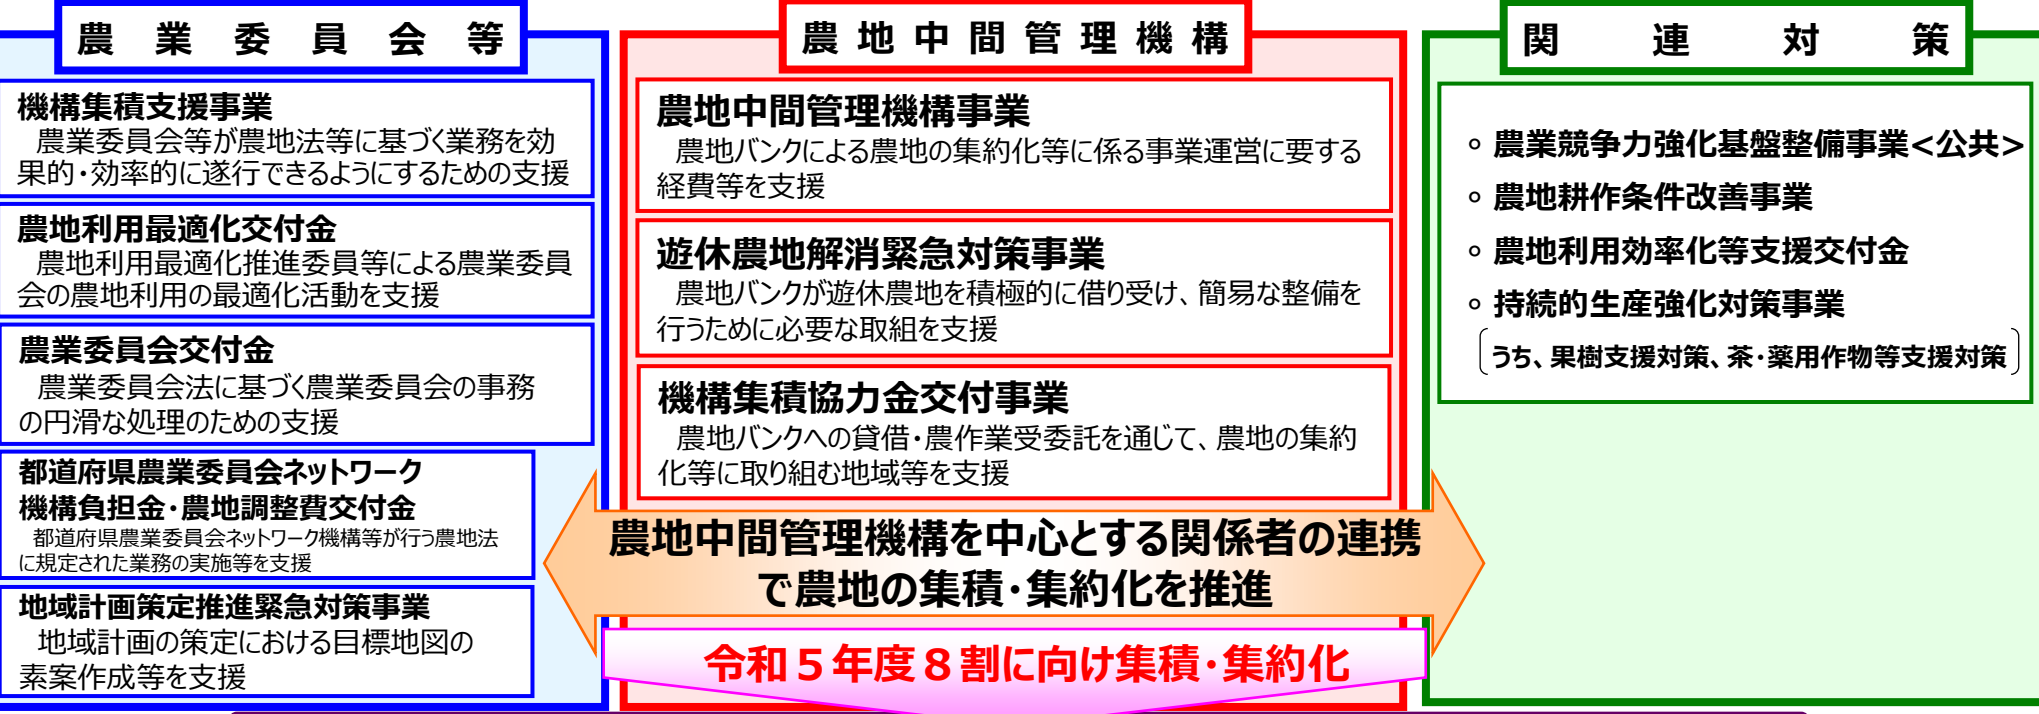 農業委員会等
機構集積支援事業
農業委員会等が農地法等に基づく業務を効
果的・効率的に遂行できるようにするための支援
農地利用最適化交付金
農地利用最適化推進委員等による農業委員
会の農地利用の最適化活動を支援
農業委員会交付金
農業委員会法に基づく農業委員会の事務
の円滑な処理のための支援
都道府県農業委員会ネットワーク
機構負担金・農地調整費交付金
都道府県農業委員会ネットワーク機構等が行う農地法
に規定された業務の実施等を支援
地域計画策定推進緊急対策事業
地域計画の策定における目標地図の
素案作成等を支援
農地中間管理機構
農地中間管理機構事業
農地バンクによる農地の集約化等に係る事業運営に要する
経費等を支援
遊休農地解消緊急対策事業
農地バンクが遊休農地を積極的に借り受け、簡易な整備を
行うために必要な取組を支援
機構集積協力金交付事業
農地バンクへの貸借・農作業受委託を通じて、農地の集約
化等に取り組む地域等を支援
関連対策
。農業競争力強化基盤整備事業<公共>
。農地耕作条件改善事業
。農地利用効率化等支援交付金
。持続的生産強化対策事業
うち、果樹支援対策、茶・薬用作物等支援対策
農地中間管理機構を中心とする関係者の連携
で農地の集積・集約化を推進
令和５年度８割に向け集積・集約化